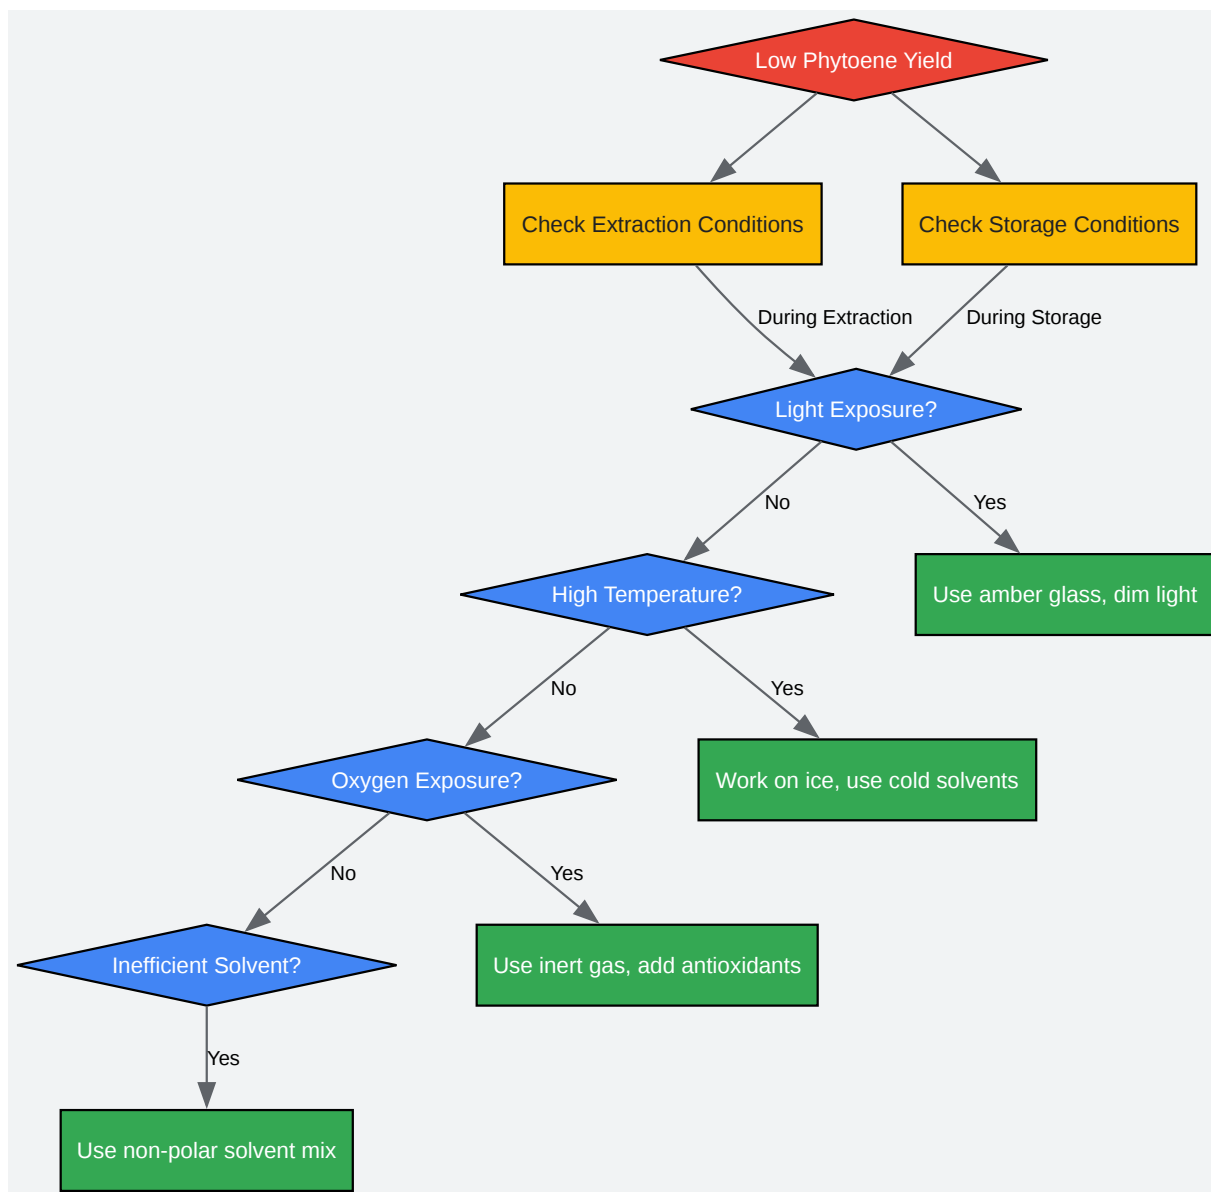 Low Phytoene Yield
Check Extraction Conditions
Check Storage Conditions
During Extraction
During Storage
Light Exposure?
No
Yes
High Temperature?
Use amber glass, dim light
No
Yes
Oxygen Exposure?
Work on ice, use cold solvents
No
Yes
Inefficient Solvent?
Use inert gas, add antioxidants
Yes
Use non-polar solvent mix